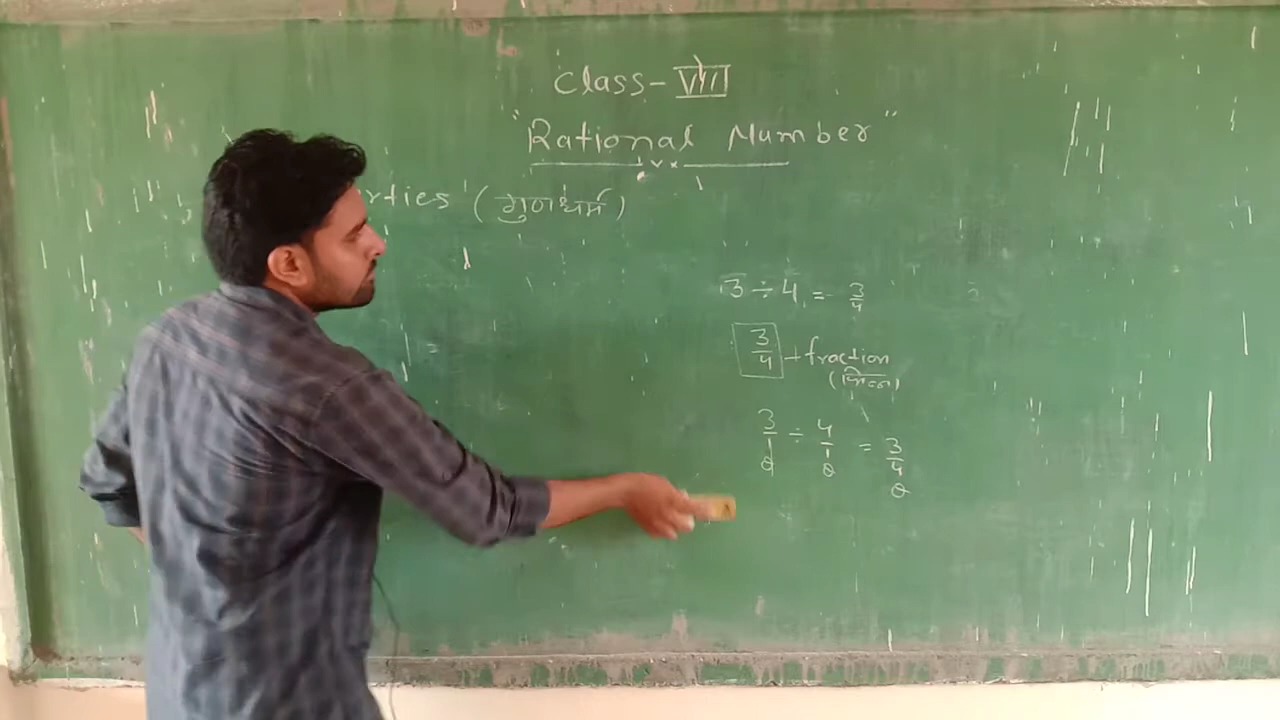 Class-VIII
"Rational Number"
rties' (गुणधर्म)
3 ÷ 4 = 3/4
3/4 → fraction
(भिन्न)
3/1 ÷ 4/1 = 3/4
Q Q Q